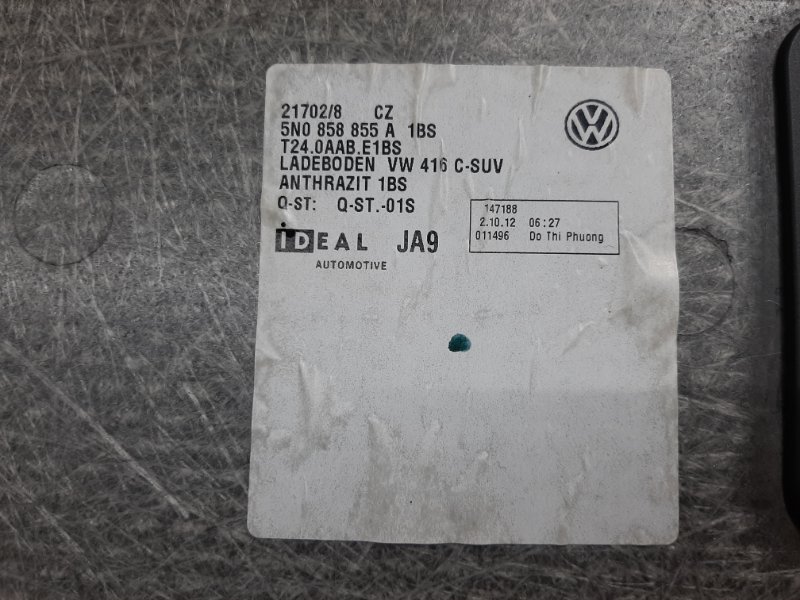 21702/8 CZ
5N0 858 855 A 1BS
T24.0AAB.E1BS
LADEBODEN VW 416 C-SUV
ANTHRAZIT 1BS
Q-ST: Q-ST.-01S
147188
2.10.12 06:27
011496 Do Thi Phuong
iDEAL JA9
AUTOMOTIVE
VW